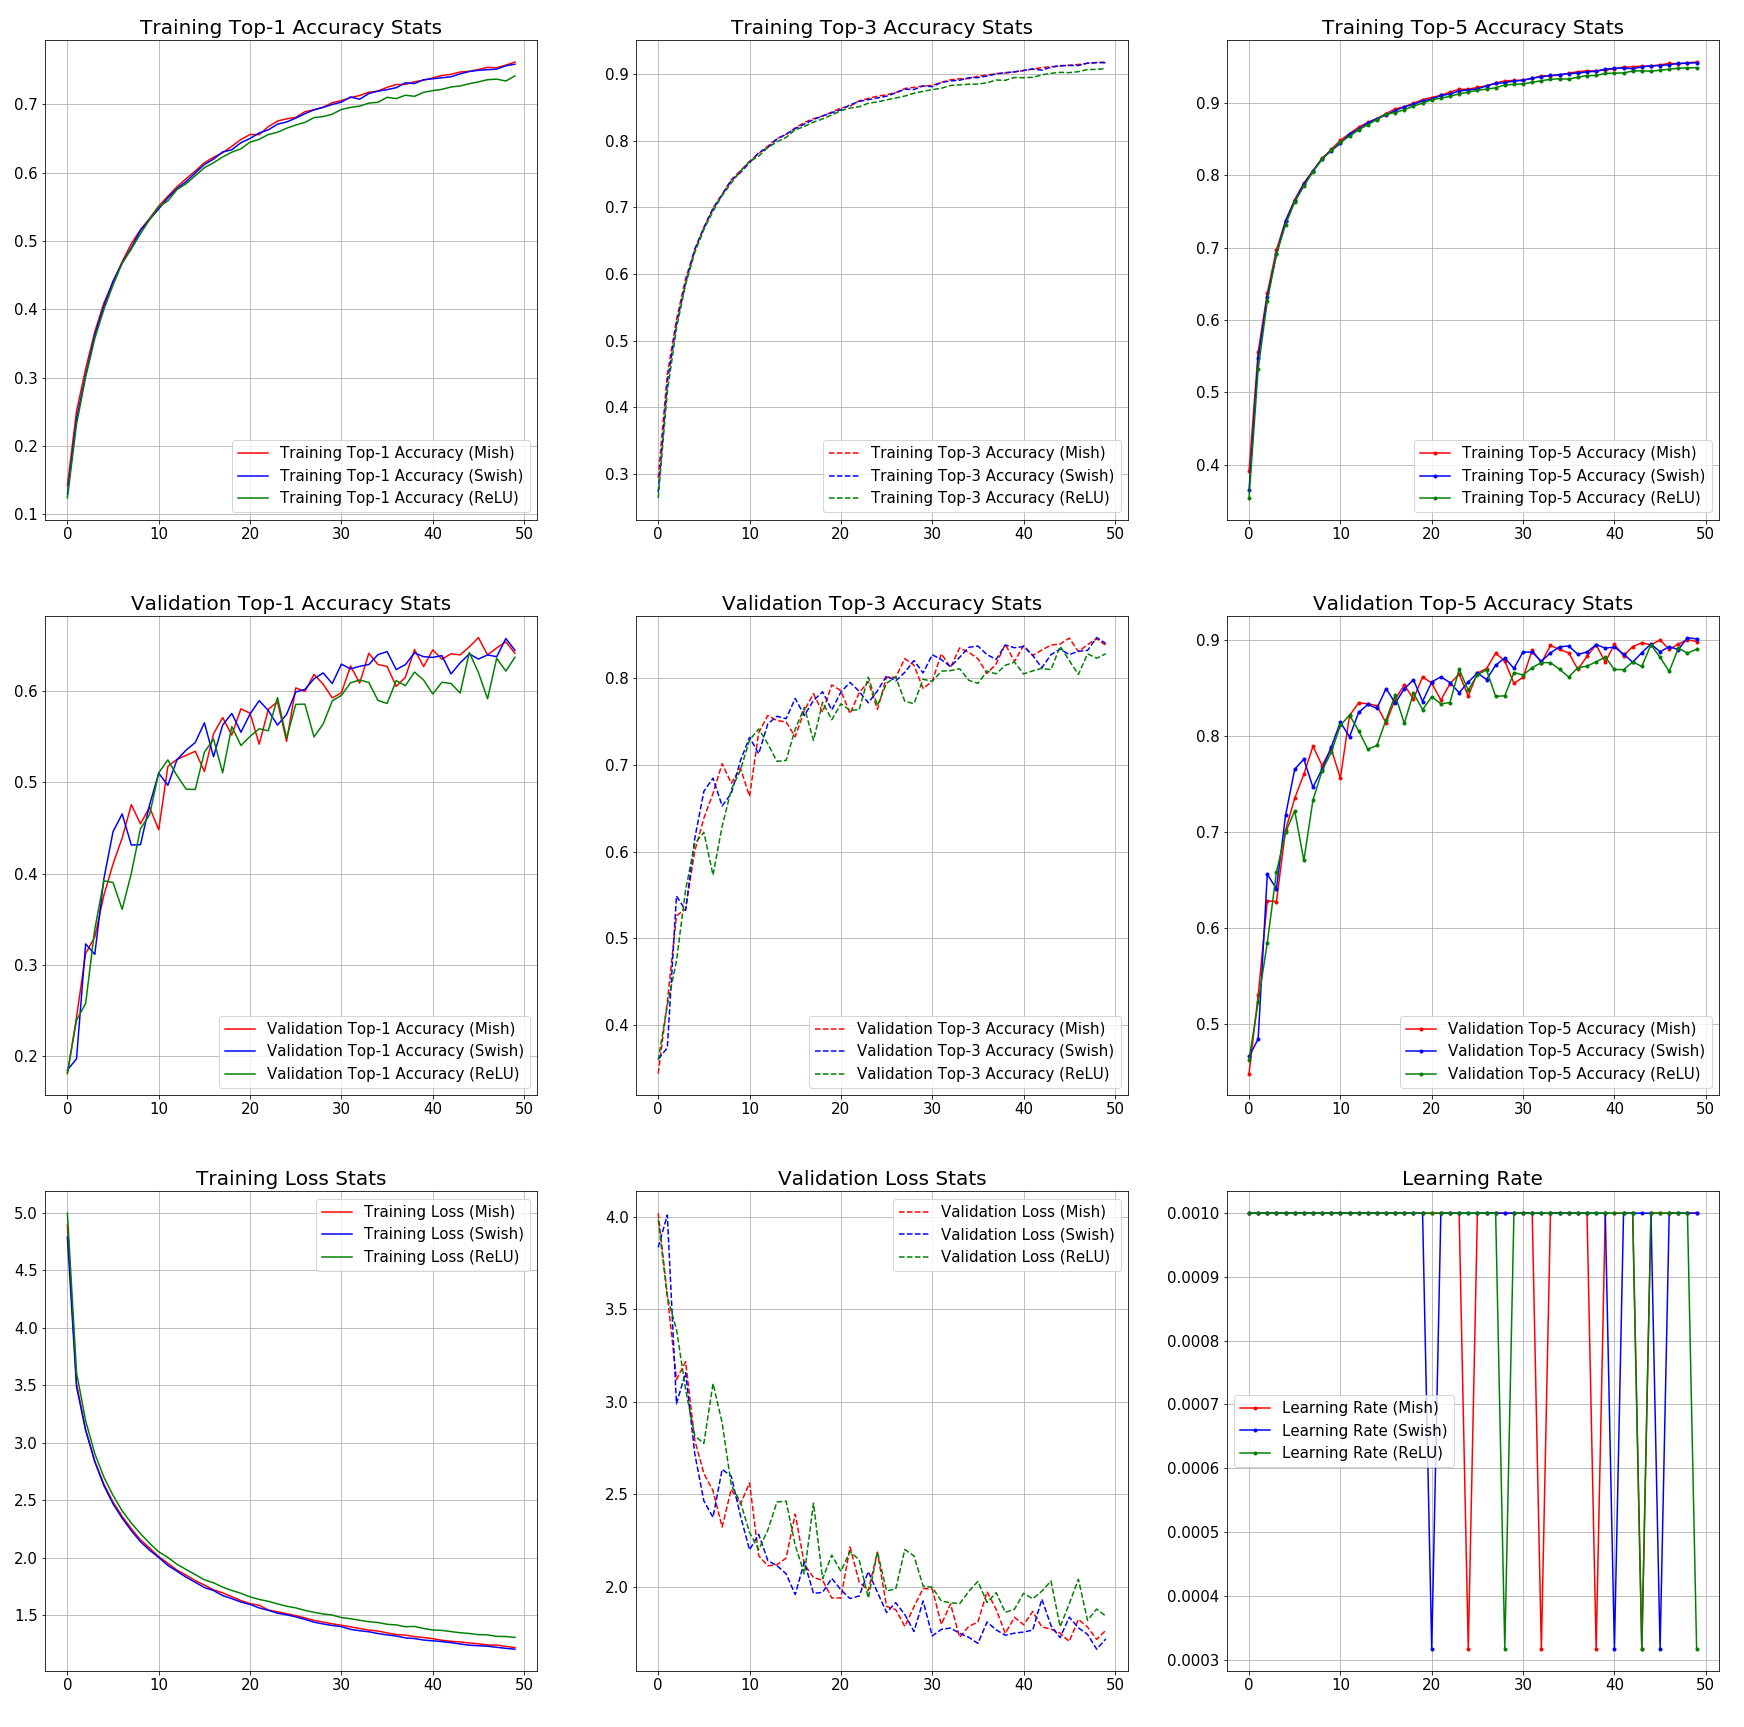 Training Top-1 Accuracy Stats
0.7
0.6
0.5
0.4
0.3
0.2
0.1
Training Top-1 Accuracy (Mish)
Training Top-1 Accuracy (Swish)
Training Top-1 Accuracy (ReLU)
0 10 20 30 40 50
Training Top-3 Accuracy Stats
0.9
0.8
0.7
0.6
0.5
0.4
0.3
Training Top-3 Accuracy (Mish)
Training Top-3 Accuracy (Swish)
Training Top-3 Accuracy (ReLU)
0 10 20 30 40 50
Training Top-5 Accuracy Stats
0.9
0.8
0.7
0.6
0.5
0.4
Training Top-5 Accuracy (Mish)
Training Top-5 Accuracy (Swish)
Training Top-5 Accuracy (ReLU)
0 10 20 30 40 50
Validation Top-1 Accuracy Stats
0.6
0.5
0.4
0.3
0.2
Validation Top-1 Accuracy (Mish)
Validation Top-1 Accuracy (Swish)
Validation Top-1 Accuracy (ReLU)
0 10 20 30 40 50
Validation Top-3 Accuracy Stats
0.8
0.7
0.6
0.5
0.4
Validation Top-3 Accuracy (Mish)
Validation Top-3 Accuracy (Swish)
Validation Top-3 Accuracy (ReLU)
0 10 20 30 40 50
Validation Top-5 Accuracy Stats
0.9
0.8
0.7
0.6
0.5
Validation Top-5 Accuracy (Mish)
Validation Top-5 Accuracy (Swish)
Validation Top-5 Accuracy (ReLU)
0 10 20 30 40 50
Training Loss Stats
5.0
4.5
4.0
3.5
3.0
2.5
2.0
1.5
Training Loss (Mish)
Training Loss (Swish)
Training Loss (ReLU)
0 10 20 30 40 50
Validation Loss Stats
4.0
3.5
3.0
2.5
2.0
Validation Loss (Mish)
Validation Loss (Swish)
Validation Loss (ReLU)
0 10 20 30 40 50
Learning Rate
0.0010
0.0009
0.0008
0.0007
0.0006
0.0005
0.0004
0.0003
Learning Rate (Mish)
Learning Rate (Swish)
Learning Rate (ReLU)
0 10 20 30 40 50